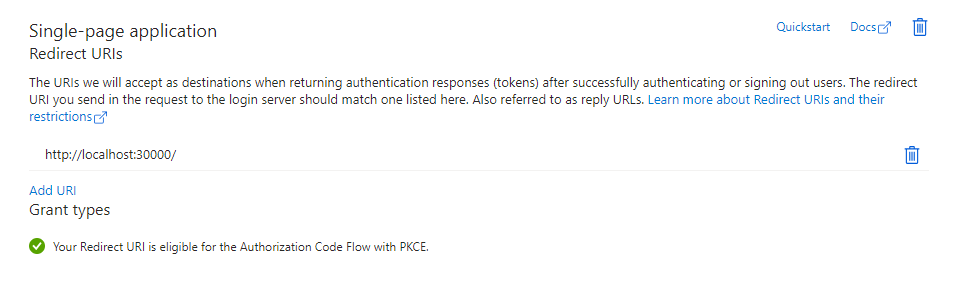 Single-page application
Quickstart
Docs
Redirect URIs
The URIs we will accept as destinations when returning authentication responses (tokens) after successfully authenticating or signing out users. The redirect
URI you send in the request to the login server should match one listed here. Also referred to as reply URLs. Learn more about Redirect URIs and their
restrictions
http://localhost:30000/
Add URI
Grant types
Your Redirect URI is eligible for the Authorization Code Flow with PKCE.